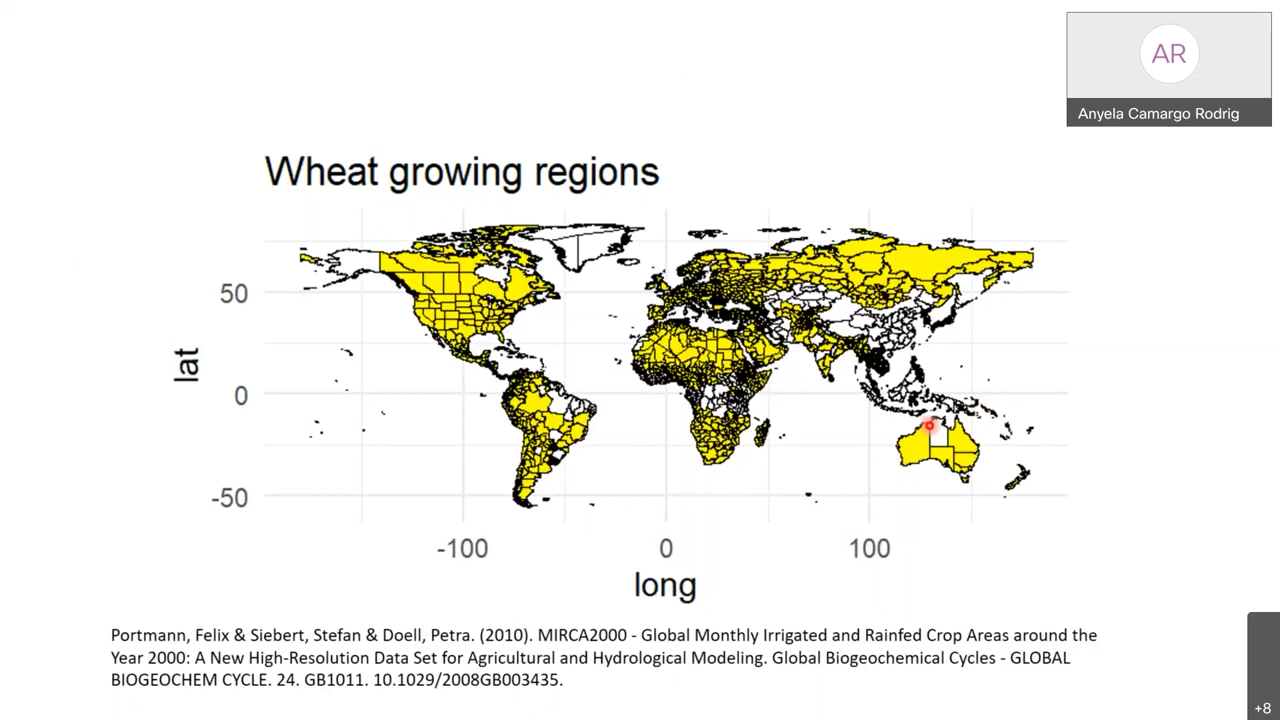 AR
Anyela Camargo Rodrig
Wheat growing regions
50
0
-50
lat
-100 0 100
long
Portmann, Felix & Siebert, Stefan & Doell, Petra. (2010). MIRCA2000 - Global Monthly Irrigated and Rainfed Crop Areas around the
Year 2000: A New High-Resolution Data Set for Agricultural and Hydrological Modeling. Global Biogeochemical Cycles - GLOBAL
BIOGEOCHEM CYCLE. 24. GB1011. 10.1029/2008GB003435.
+8